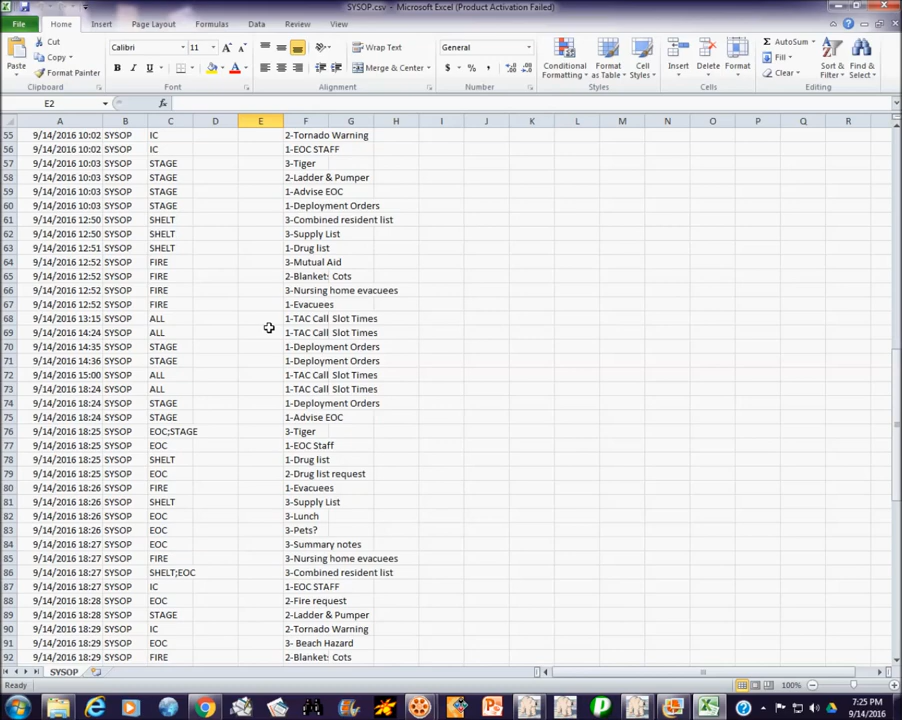 SYSOP.csv - Microsoft Excel (Product Activation Failed)
File Home Insert Page Layout Formulas Data Review View
Cut Calibri 11 Wrap Text General AutoSum
Paste Copy Conditional Formatting Format as Table Cell Styles Insert Delete Format Fill Sort & Filter Find & Select
Format Painter B I U Merge & Center $ % , Clear
Clipboard Font Alignment Number Styles Cells Editing
E2 fx
A B C D E F G H I J K L M N O P Q R
55 9/14/2016 10:02 SYSOP IC 2-Tornado Warning
56 9/14/2016 10:02 SYSOP IC 1-EOC STAFF
57 9/14/2016 10:03 SYSOP STAGE 3-Tiger
58 9/14/2016 10:03 SYSOP STAGE 2-Ladder & Pumper
59 9/14/2016 10:03 SYSOP STAGE 1-Advise EOC
60 9/14/2016 10:03 SYSOP STAGE 1-Deployment Orders
61 9/14/2016 12:50 SYSOP SHELT 3-Combined resident list
62 9/14/2016 12:50 SYSOP SHELT 3-Supply List
63 9/14/2016 12:51 SYSOP SHELT 1-Drug list
64 9/14/2016 12:52 SYSOP FIRE 3-Mutual Aid
65 9/14/2016 12:52 SYSOP FIRE 2-Blankets Cots
66 9/14/2016 12:52 SYSOP FIRE 3-Nursing home evacuees
67 9/14/2016 12:52 SYSOP FIRE 1-Evacuees
68 9/14/2016 13:15 SYSOP ALL 1-TAC Call Slot Times
69 9/14/2016 14:24 SYSOP ALL 1-TAC Call Slot Times
70 9/14/2016 14:35 SYSOP STAGE 1-Deployment Orders
71 9/14/2016 14:36 SYSOP STAGE 1-Deployment Orders
72 9/14/2016 15:00 SYSOP ALL 1-TAC Call Slot Times
73 9/14/2016 18:24 SYSOP ALL 1-TAC Call Slot Times
74 9/14/2016 18:24 SYSOP STAGE 1-Deployment Orders
75 9/14/2016 18:24 SYSOP STAGE 1-Advise EOC
76 9/14/2016 18:25 SYSOP EOC;STAGE 3-Tiger
77 9/14/2016 18:25 SYSOP EOC 1-EOC Staff
78 9/14/2016 18:25 SYSOP SHELT 1-Drug list
79 9/14/2016 18:25 SYSOP EOC 2-Drug list request
80 9/14/2016 18:26 SYSOP FIRE 1-Evacuees
81 9/14/2016 18:26 SYSOP SHELT 3-Supply List
82 9/14/2016 18:26 SYSOP EOC 3-Lunch
83 9/14/2016 18:26 SYSOP EOC 3-Pets?
84 9/14/2016 18:27 SYSOP EOC 3-Summary notes
85 9/14/2016 18:27 SYSOP FIRE 3-Nursing home evacuees
86 9/14/2016 18:27 SYSOP SHELT;EOC 3-Combined resident list
87 9/14/2016 18:27 SYSOP IC 1-EOC STAFF
88 9/14/2016 18:28 SYSOP EOC 2-Fire request
89 9/14/2016 18:28 SYSOP STAGE 2-Ladder & Pumper
90 9/14/2016 18:29 SYSOP IC 2-Tornado Warning
91 9/14/2016 18:29 SYSOP EOC 3- Beach Hazard
92 9/14/2016 18:29 SYSOP FIRE 2-Blankets Cots
SYSOP
Ready 100%
7:25 PM
9/14/2016